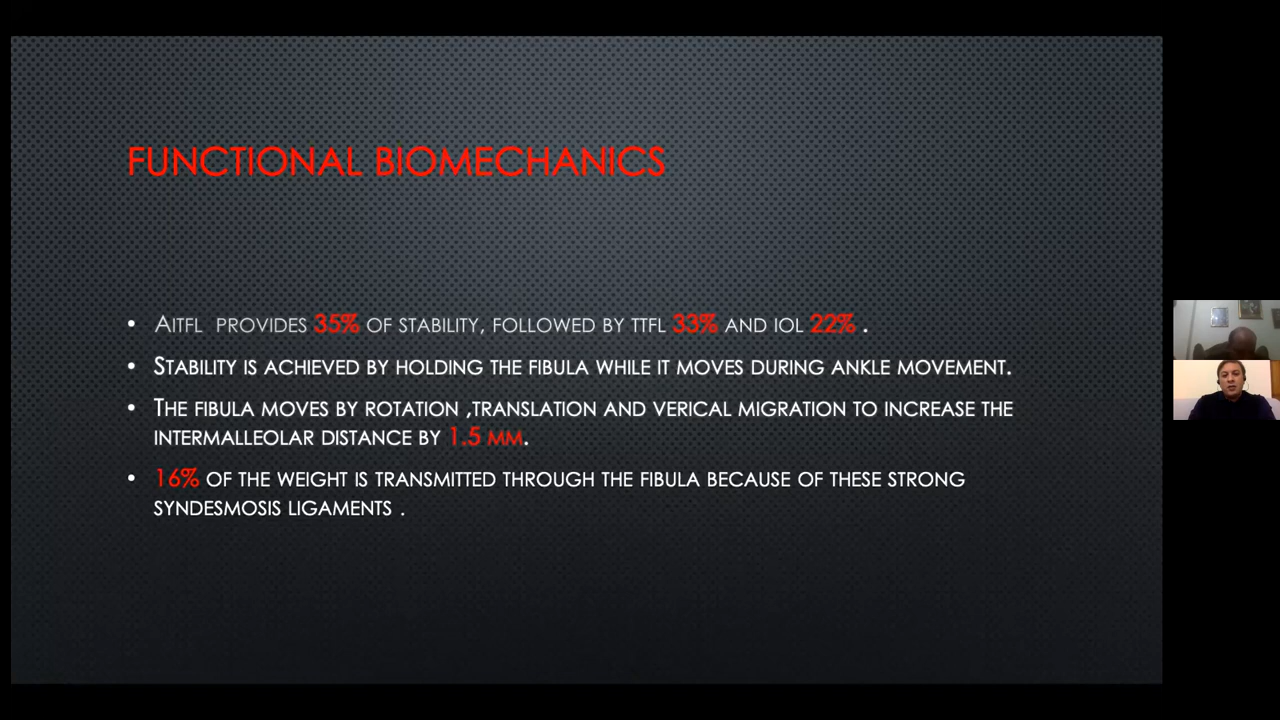 FUNCTIONAL BIOMECHANICS
• AITFL PROVIDES 35% OF STABILITY, FOLLOWED BY TTFL 33% AND IOL 22% .
• STABILITY IS ACHIEVED BY HOLDING THE FIBULA WHILE IT MOVES DURING ANKLE MOVEMENT.
• THE FIBULA MOVES BY ROTATION ,TRANSLATION AND VERICAL MIGRATION TO INCREASE THE
INTERMALLEOLAR DISTANCE BY 1.5 MM.
• 16% OF THE WEIGHT IS TRANSMITTED THROUGH THE FIBULA BECAUSE OF THESE STRONG
SYNDESMOSIS LIGAMENTS .